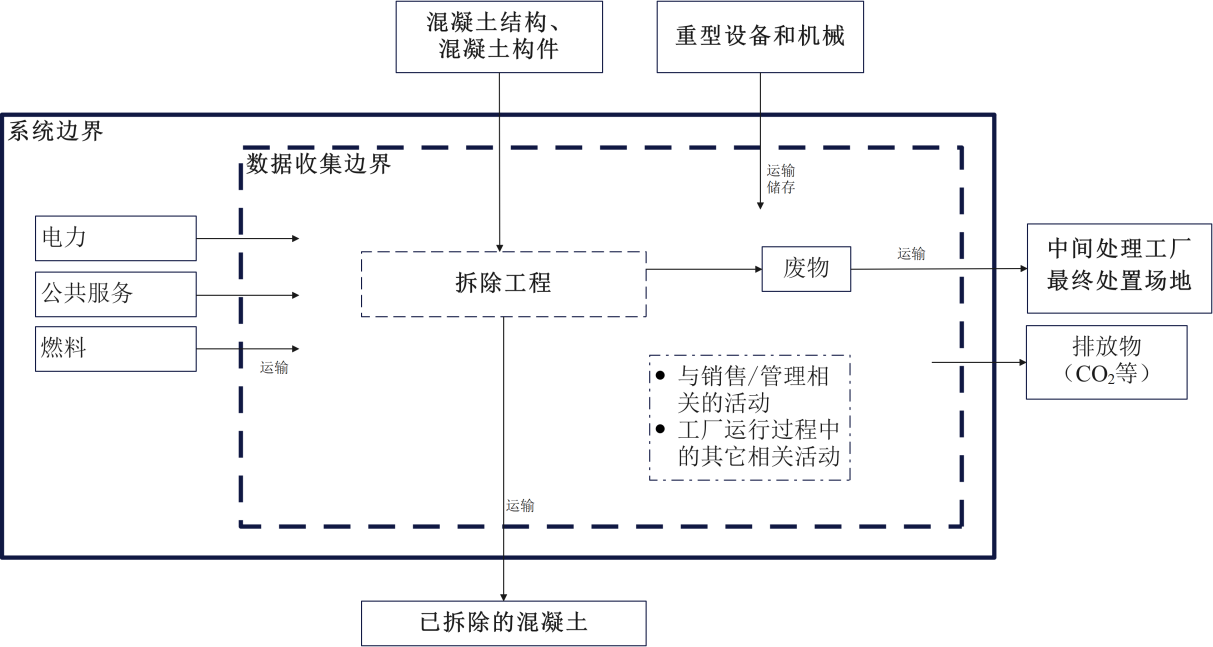 混凝土结构、
混凝土构件
重型设备和机械
系统边界
数据收集边界
运输
储存
电力
公共服务
燃料
运输
拆除工程
废物
运输
中间处理工厂
最终处置场地
排放物
（CO₂等）
● 与销售/管理相
关的活动
● 工厂运行过程中
的其它相关活动
运输
已拆除的混凝土